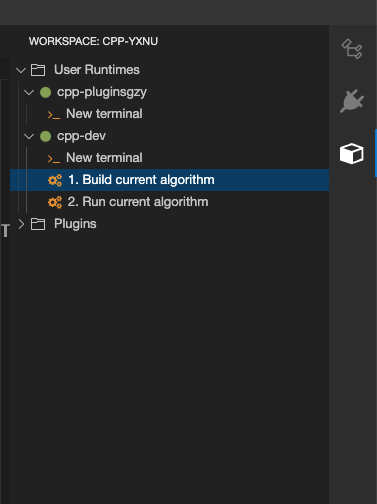 WORKSPACE: CPP-YXNU
User Runtimes
cpp-pluginsgzy
New terminal
cpp-dev
New terminal
1. Build current algorithm
2. Run current algorithm
Plugins
T